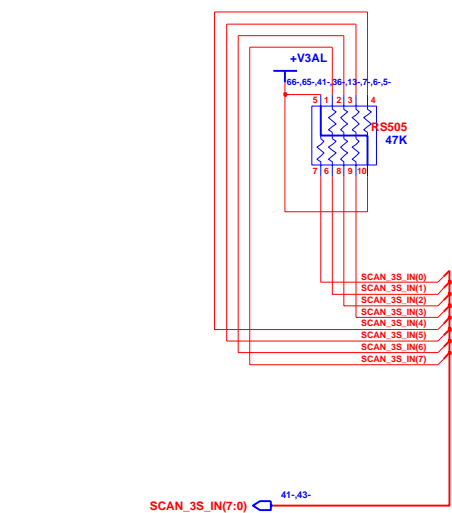 +V3AL
66-,65-,41-,36-,13-,7-,6-,5-
5 1 2 3 4
RS505
47K
7 6 8 9 10
SCAN_3S_IN(0)
SCAN_3S_IN(1)
SCAN_3S_IN(2)
SCAN_3S_IN(3)
SCAN_3S_IN(4)
SCAN_3S_IN(5)
SCAN_3S_IN(6)
SCAN_3S_IN(7)
41-,43-
SCAN_3S_IN(7:0)